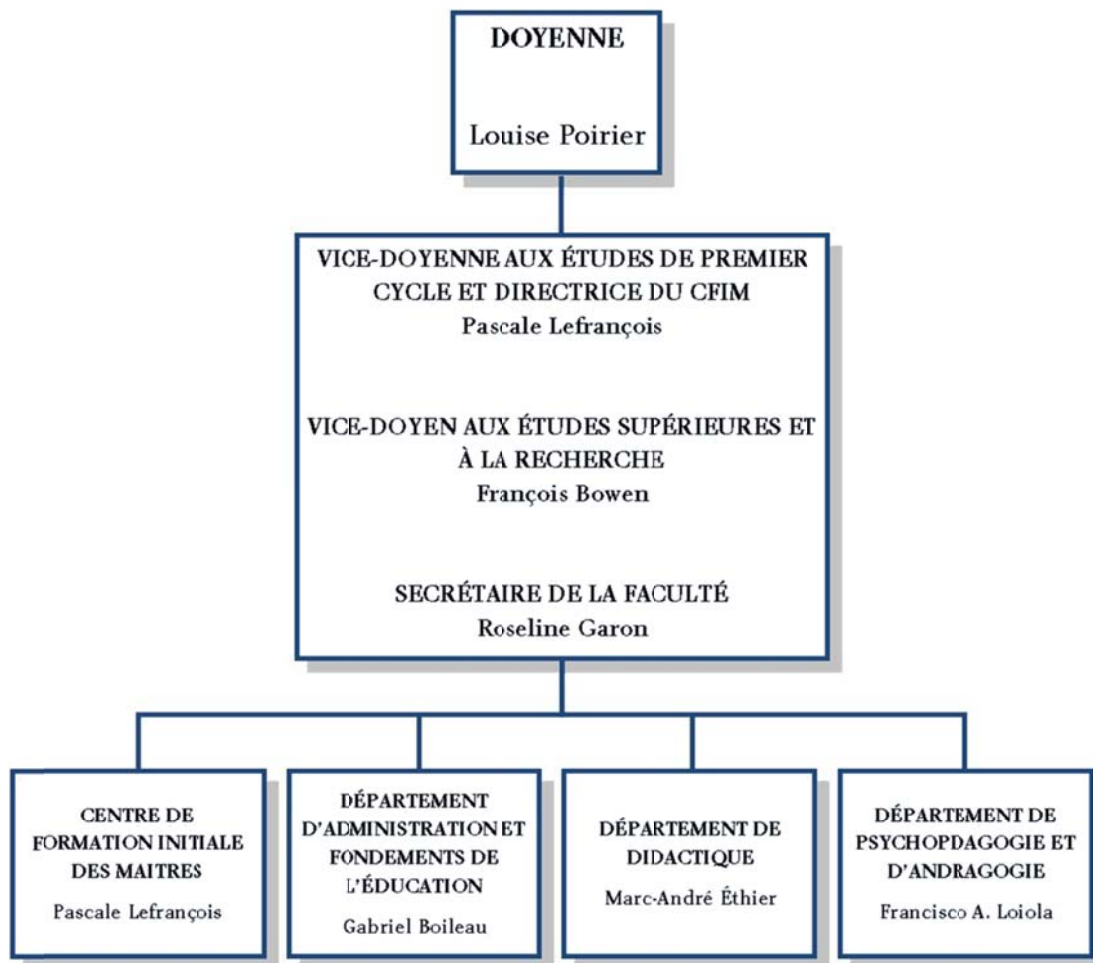 DOYENNE
Louise Poirier
VICE-DOYENNE AUX ÉTUDES DE PREMIER
CYCLE ET DIRECTRICE DU CFIM
Pascale Lefrançois
VICE-DOYEN AUX ÉTUDES SUPÉRIEURES ET
À LA RECHERCHE
François Bowen
SECRÉTAIRE DE LA FACULTÉ
Roseline Garon
CENTRE DE
FORMATION INITIALE
DES MAITRES
Pascale Lefrançois
DÉPARTEMENT
D'ADMINISTRATION ET
FONDEMENTS DE
L'ÉDUCATION
Gabriel Boileau
DÉPARTEMENT DE
DIDACTIQUE
Marc-André Éthier
DÉPARTEMENT DE
PSYCHOPDAGOGIE ET
D'ANDRAGOGIE
Francisco A. Loiola